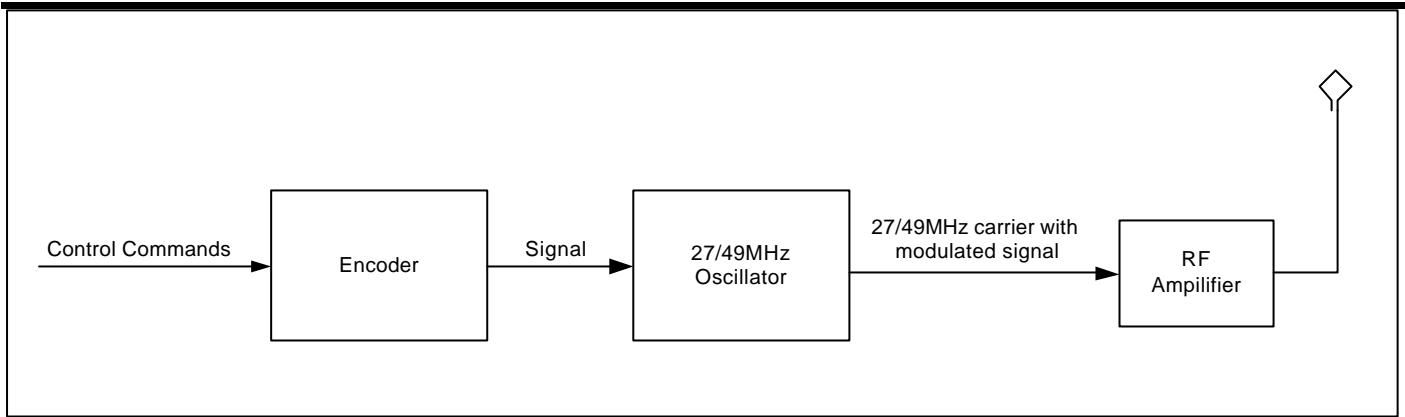 Control Commands
Encoder
Signal
27/49MHz
Oscillator
27/49MHz carrier with
modulated signal
RF
Ampilifier